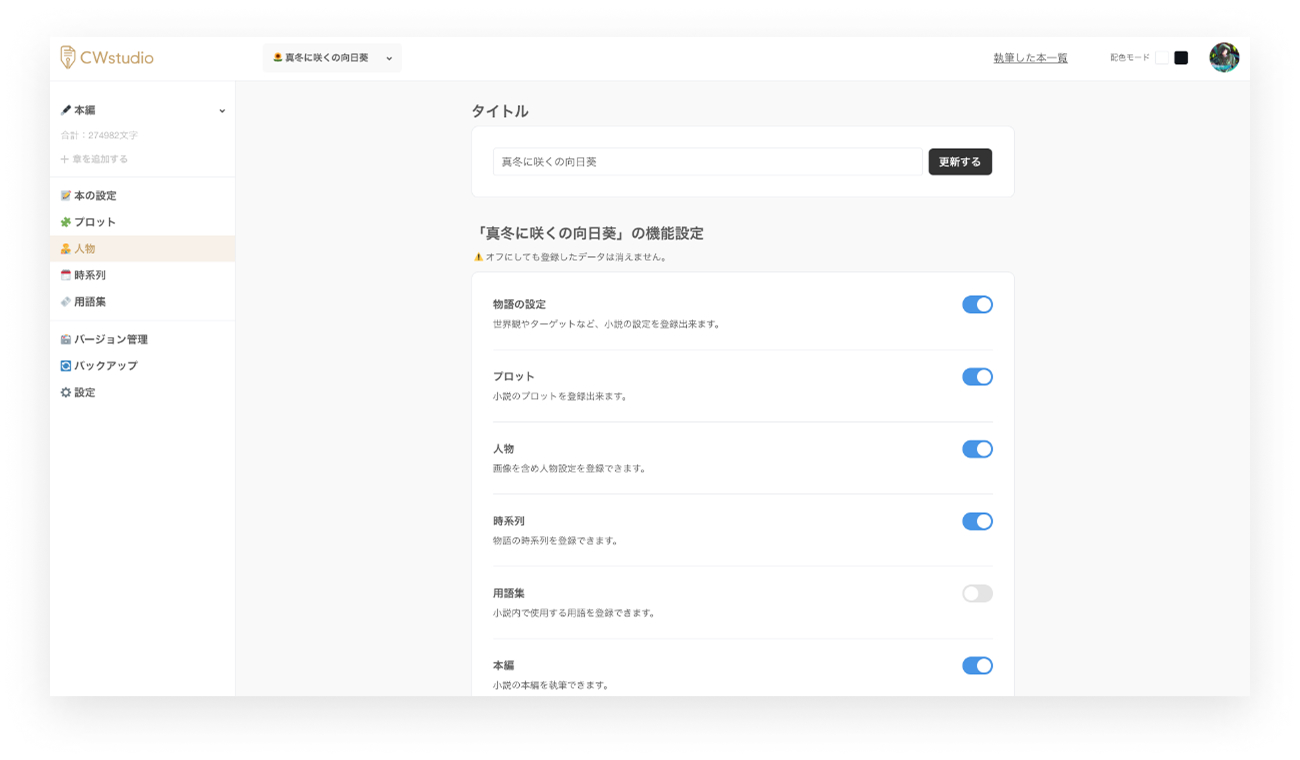 CWstudio
真冬に咲くの向日葵
執筆した本一覧
配色モード
本編
合計：274982文字
＋ 章を追加する
本の設定
プロット
人物
時系列
用語集
バージョン管理
バックアップ
設定
タイトル
真冬に咲くの向日葵
更新する
「真冬に咲くの向日葵」の機能設定
オフにしても登録したデータは消えません。
物語の設定
世界観やターゲットなど、小説の設定を登録出来ます。
プロット
小説のプロットを登録出来ます。
人物
画像を含め人物設定を登録できます。
時系列
物語の時系列を登録できます。
用語集
小説内で使用する用語を登録できます。
本編
小説の本編を執筆できます。